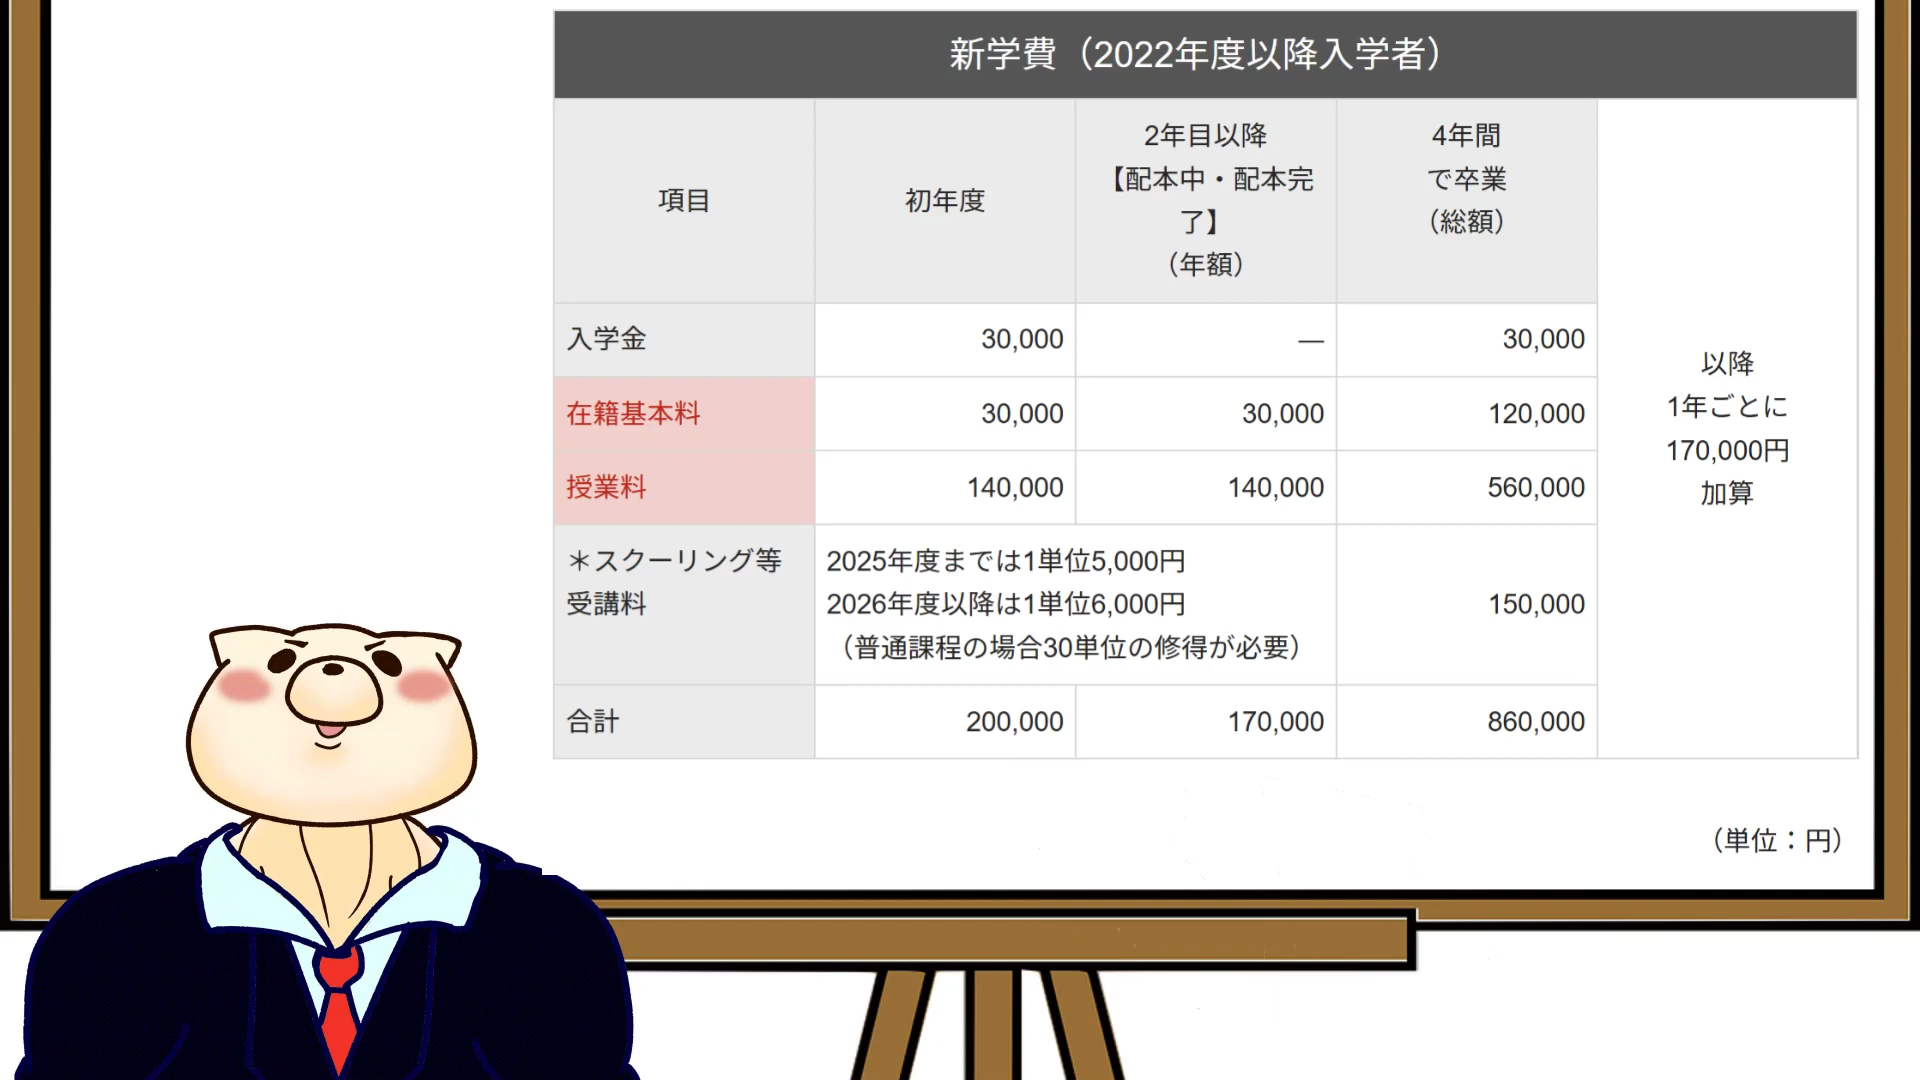 新学費（2022年度以降入学者）
項目
初年度
2年目以降
【配本中・配本完
了】
（年額）
4年間
で卒業
（総額）
入学金
30,000
—
30,000
在籍基本料
30,000
30,000
120,000
授業料
140,000
140,000
560,000
＊スクーリング等
受講料
2025年度までは1単位5,000円
2026年度以降は1単位6,000円
（普通課程の場合30単位の修得が必要）
150,000
合計
200,000
170,000
860,000
以降
1年ごとに
170,000円
加算
（単位：円）